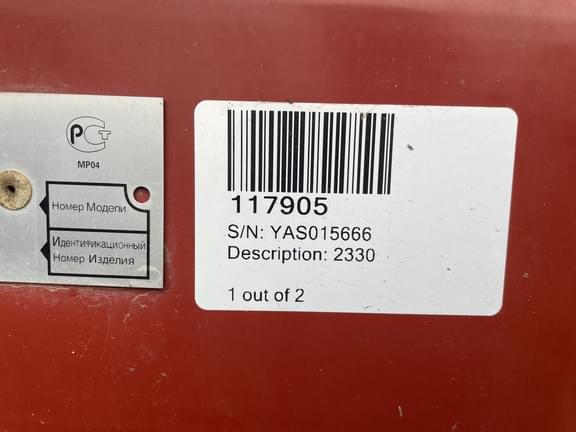 РСТ
МР04
Номер Модели
Идентификационный
Номер Изделия
117905
S/N: YAS015666
Description: 2330
1 out of 2